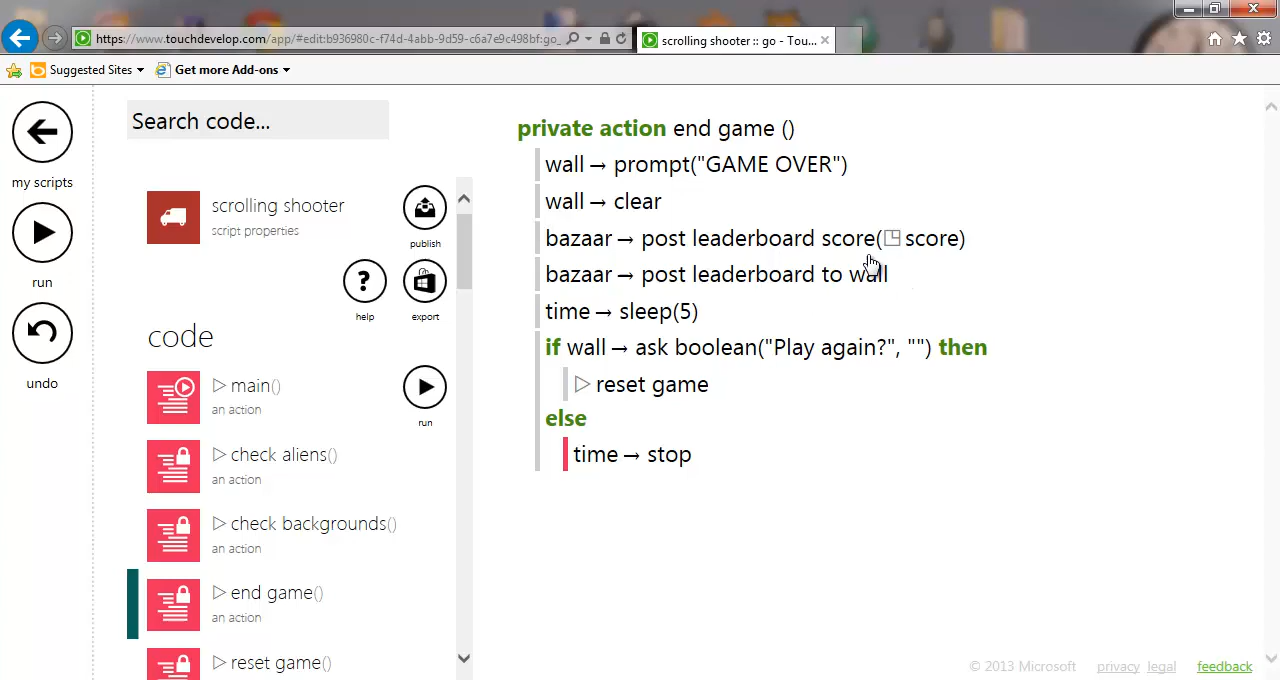 https://www.touchdevelop.com/app/#edit:b936980c-f74d-4abb-9d59-c6a7e9c498bf:go_
scrolling shooter :: go - Tou...
Suggested Sites
Get more Add-ons
my scripts
run
undo
Search code...
scrolling shooter
script properties
publish
help
export
code
main()
an action
run
check aliens()
an action
check backgrounds()
an action
end game()
an action
reset game()
private action end game ()
wall → prompt("GAME OVER")
wall → clear
bazaar → post leaderboard score(score)
bazaar → post leaderboard to wall
time → sleep(5)
if wall → ask boolean("Play again?", "") then
▷ reset game
else
time → stop
© 2013 Microsoft privacy legal feedback